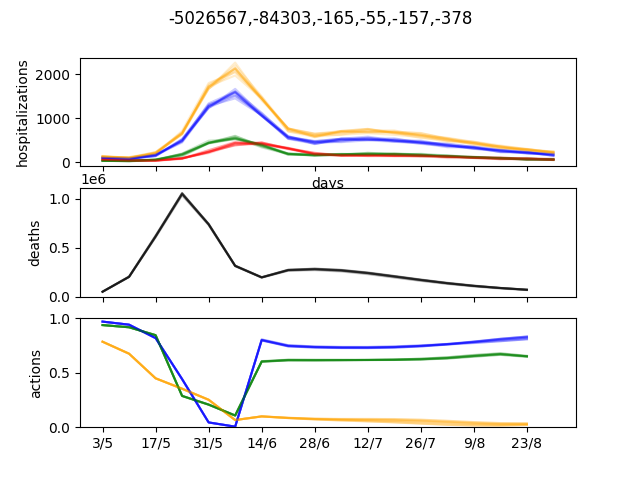 -5026567,-84303,-165,-55,-157,-378
hospitalizations
2000
1000
0
days
1e6
deaths
1.0
0.5
0.0
actions
1.0
0.5
0.0
3/5 17/5 31/5 14/6 28/6 12/7 26/7 9/8 23/8